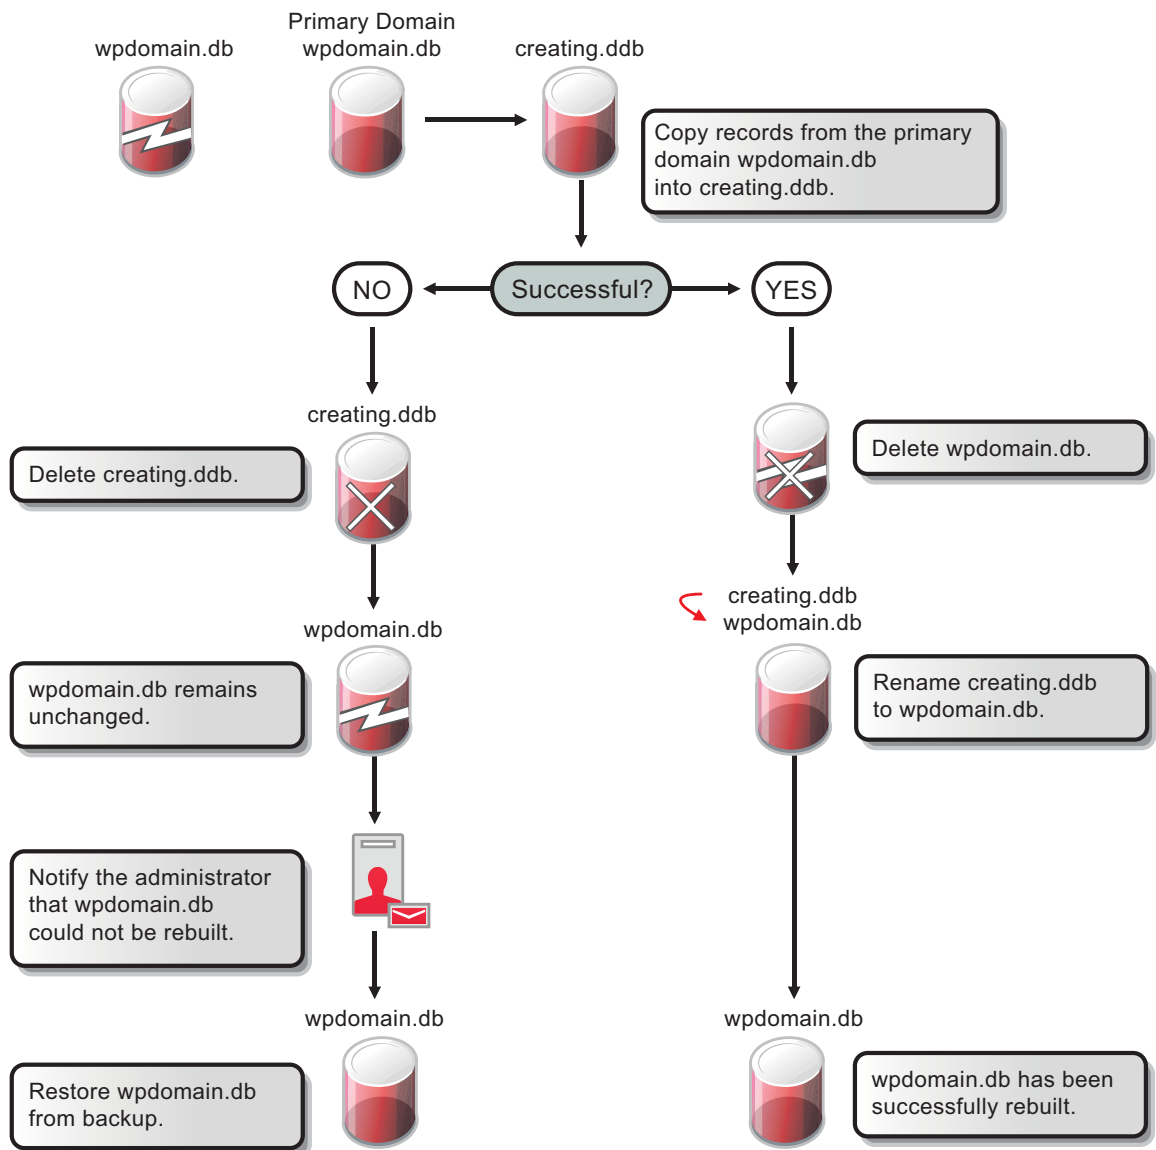 Primary Domain
wpdomain.db
wpdomain.db
creating.ddb
Copy records from the primary
domain wpdomain.db
into creating.ddb.
NO
Successful?
YES
creating.ddb
Delete creating.ddb.
Delete wpdomain.db.
wpdomain.db
creating.ddb
wpdomain.db
wpdomain.db remains
unchanged.
Rename creating.ddb
to wpdomain.db.
Notify the administrator
that wpdomain.db
could not be rebuilt.
wpdomain.db
wpdomain.db
Restore wpdomain.db
from backup.
wpdomain.db has been
successfully rebuilt.